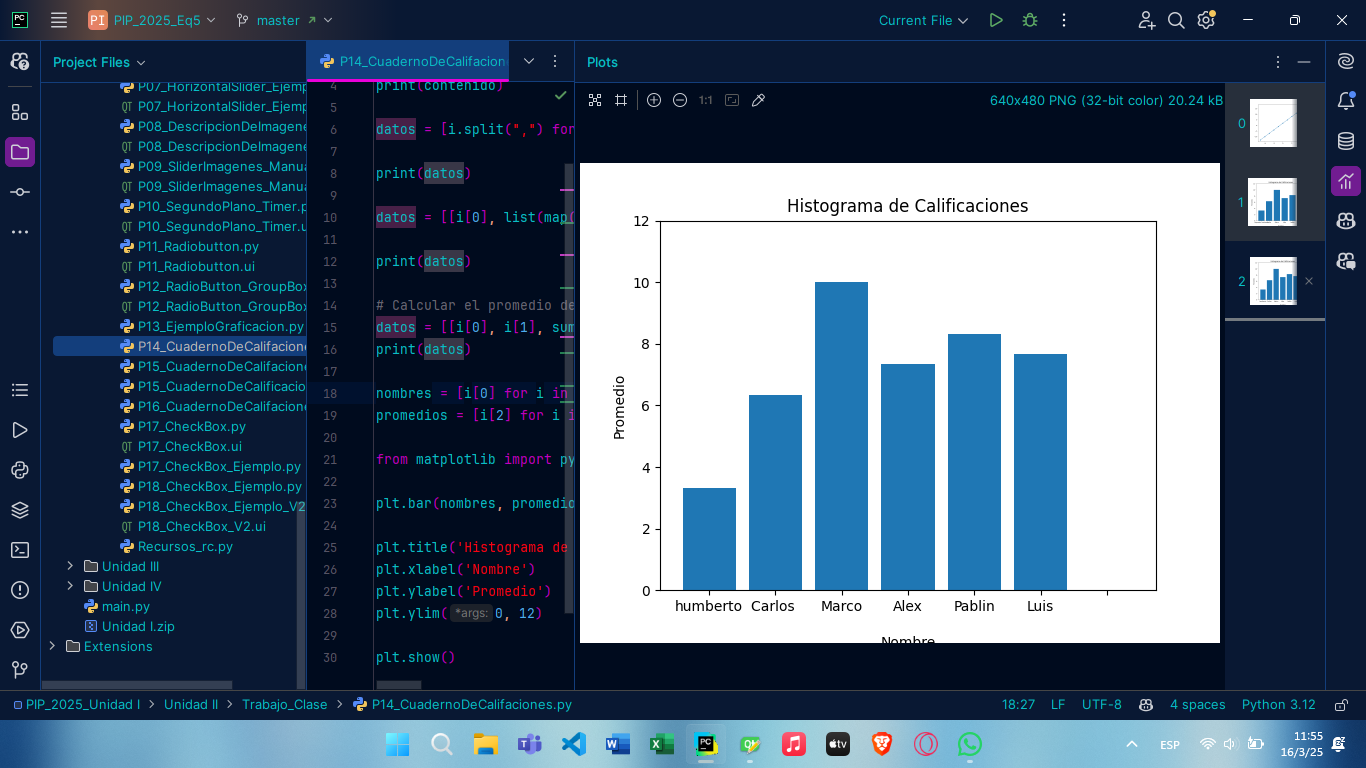 PC
PI PIP_2025_Eq5
master
Current File
Project Files
P07_HorizontalSlider_Ejemp
P07_HorizontalSlider_Ejemp
P08_DescripcionDeImagene
P08_DescripcionDeImagene
P09_SliderImagenes_Manua
P09_SliderImagenes_Manua
P10_SegundoPlano_Timer.p
P10_SegundoPlano_Timer.u
P11_Radiobutton.py
P11_Radiobutton.ui
P12_RadioButton_GroupBox
P12_RadioButton_GroupBox
P13_EjemploGraficacion.py
P14_CuadernoDeCalifacione
P15_CuadernoDeCalifacione
P15_CuadernoDeCalificacio
P16_CuadernoDeCalifacione
P17_CheckBox.py
P17_CheckBox.ui
P17_CheckBox_Ejemplo.py
P18_CheckBox_Ejemplo.py
P18_CheckBox_Ejemplo_V2
P18_CheckBox_V2.ui
Recursos_rc.py
Unidad III
Unidad IV
main.py
Unidad I.zip
Extensions
P14_CuadernoDeCalifacion
4 print(contenido)
5
6 datos = [i.split(",") for
7
8 print(datos)
9
10 datos = [[i[0], list(map(
11
12 print(datos)
13
14 # Calcular el promedio de
15 datos = [[i[0], i[1], sum
16 print(datos)
17
18 nombres = [i[0] for i in
19 promedios = [i[2] for i i
20
21 from matplotlib import py
22
23 plt.bar(nombres, promedio
24
25 plt.title('Histograma de
26 plt.xlabel('Nombre')
27 plt.ylabel('Promedio')
28 plt.ylim( *args: 0, 12)
29
30 plt.show()
Plots
1:1
640x480 PNG (32-bit color) 20.24 kB
Histograma de Calificaciones
12
10
8
6
4
2
0
Promedio
humberto Carlos Marco Alex Pablin Luis
Nombre
0
1
2
PIP_2025_Unidad I > Unidad II > Trabajo_Clase > P14_CuadernoDeCalifaciones.py
18:27 LF UTF-8 4 spaces Python 3.12
ESP
11:55
16/3/25